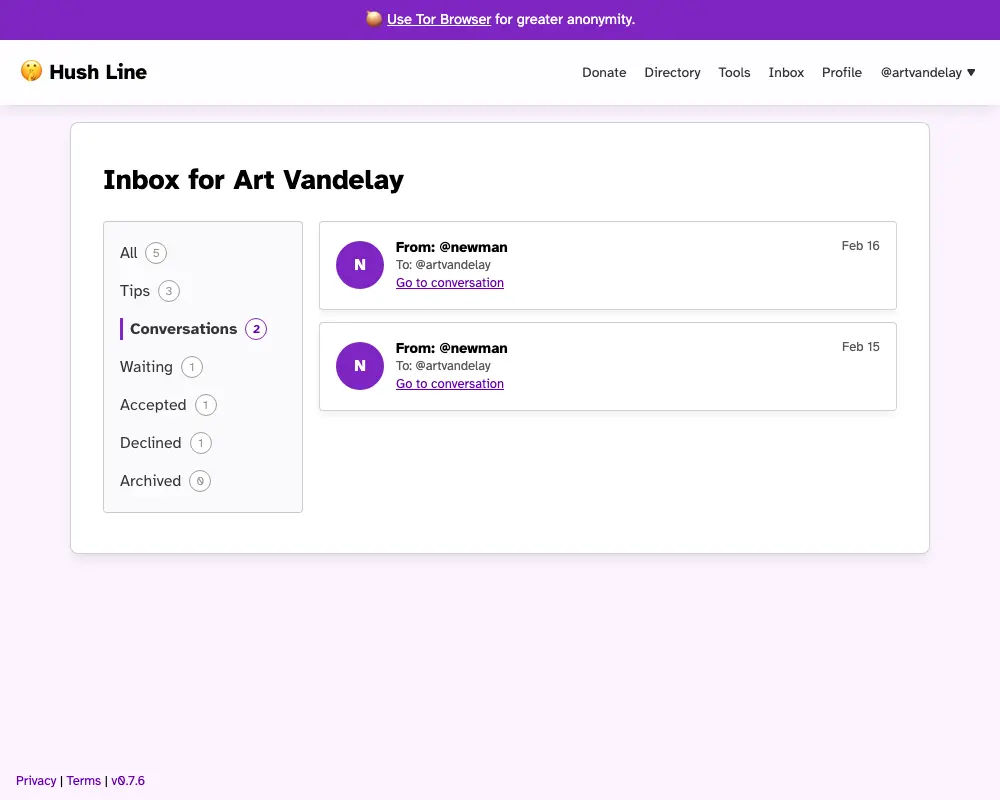 Use Tor Browser for greater anonymity.
Hush Line
Donate Directory Tools Inbox Profile @artvandelay ▼
Inbox for Art Vandelay
All 5
Tips 3
Conversations 2
Waiting 1
Accepted 1
Declined 1
Archived 0
N
From: @newman
To: @artvandelay
Go to conversation
Feb 16
N
From: @newman
To: @artvandelay
Go to conversation
Feb 15
Privacy | Terms | v0.7.6